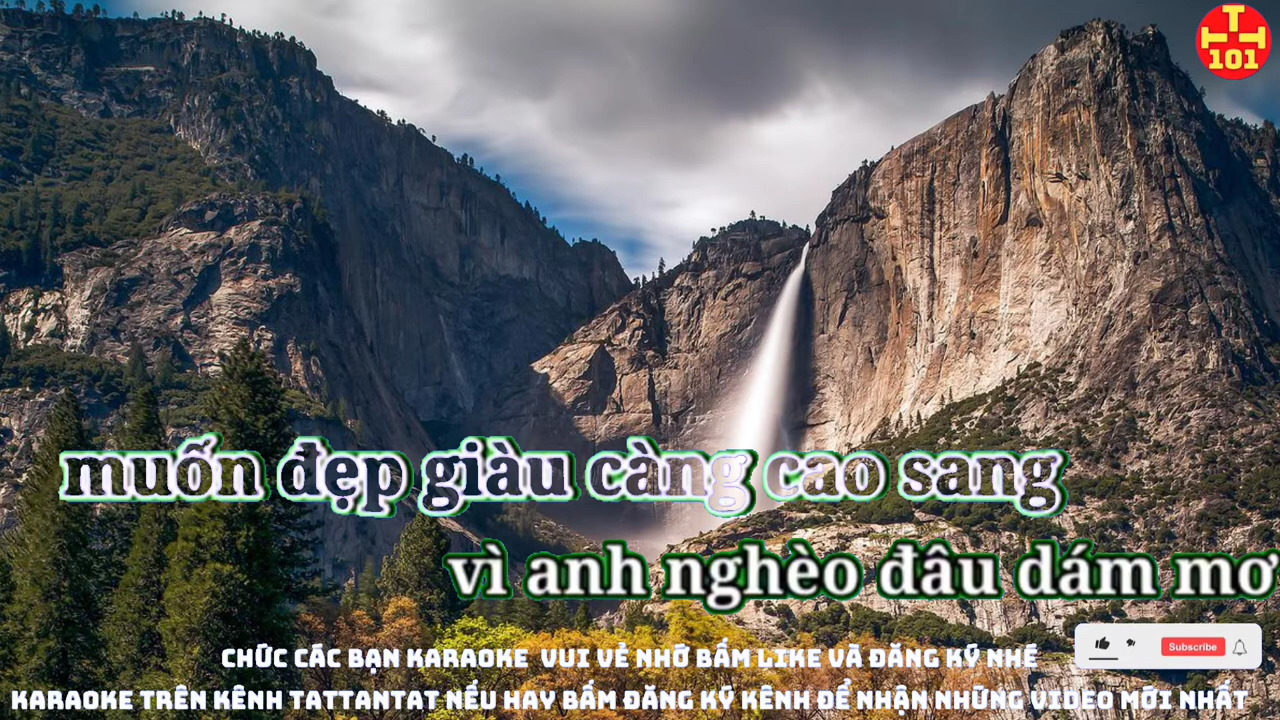 T
T T
101
muốn đẹp giàu càng cao sang
vì anh nghèo đâu dám mơ
CHỨC CÁC BẠN KARAOKE VUI VẺ NHỚ BẤM LIKE VÀ ĐĂNG KÝ NHÉ
Subscribe
KARAOKE TRÊN KÊNH TATTANTAT NẾU HAY BẤM ĐĂNG KÝ KÊNH ĐỂ NHẬN NHỮNG VIDEO MỚI NHẤT